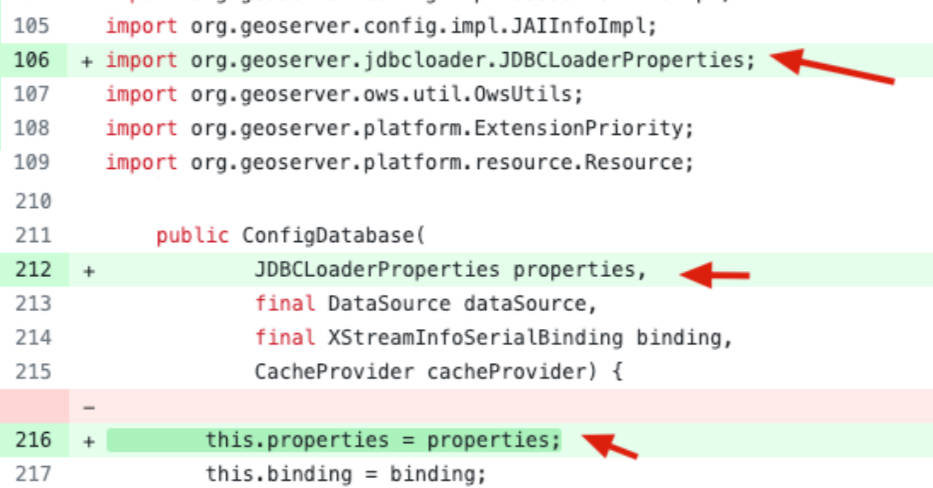 105 import org.geoserver.config.impl.JAIInfoImpl;
106 + import org.geoserver.jdbcloader.JDBCLoaderProperties;
107 import org.geoserver.ows.util.OwsUtils;
108 import org.geoserver.platform.ExtensionPriority;
109 import org.geoserver.platform.resource.Resource;
210
211 public ConfigDatabase(
212 + JDBCLoaderProperties properties,
213 final DataSource dataSource,
214 final XStreamInfoSerialBinding binding,
215 CacheProvider cacheProvider) {
-
216 + this.properties = properties;
217 this.binding = binding;